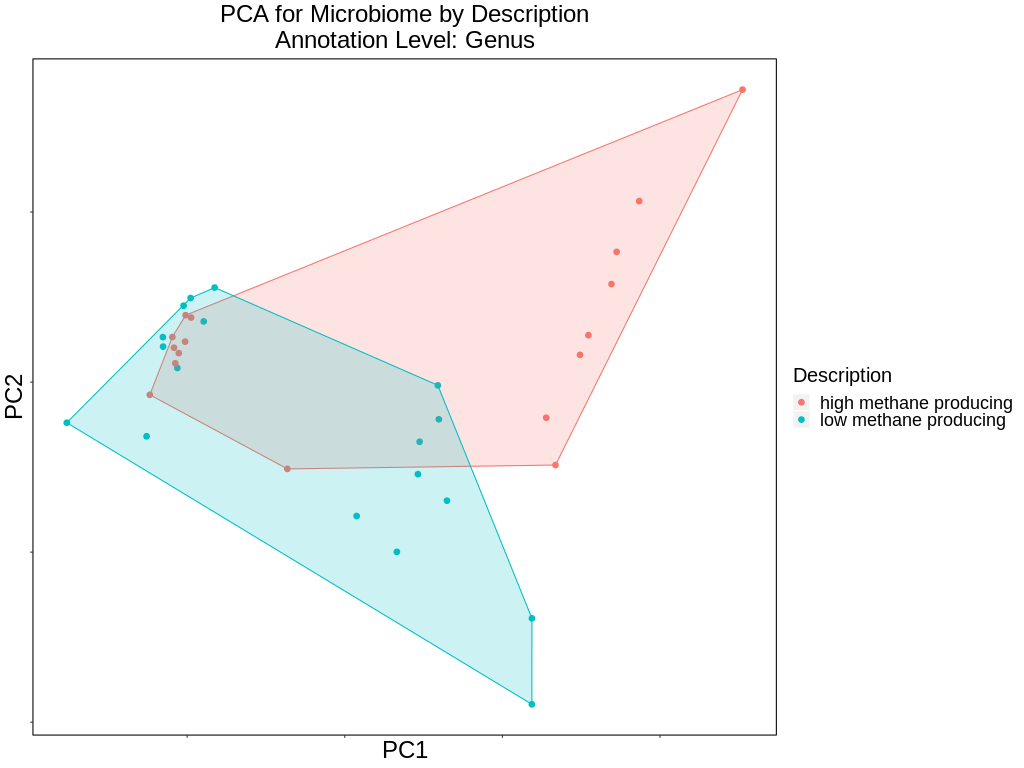 PCA for Microbiome by Description
Annotation Level: Genus
PC2
PC1
Description
high methane producing
low methane producing